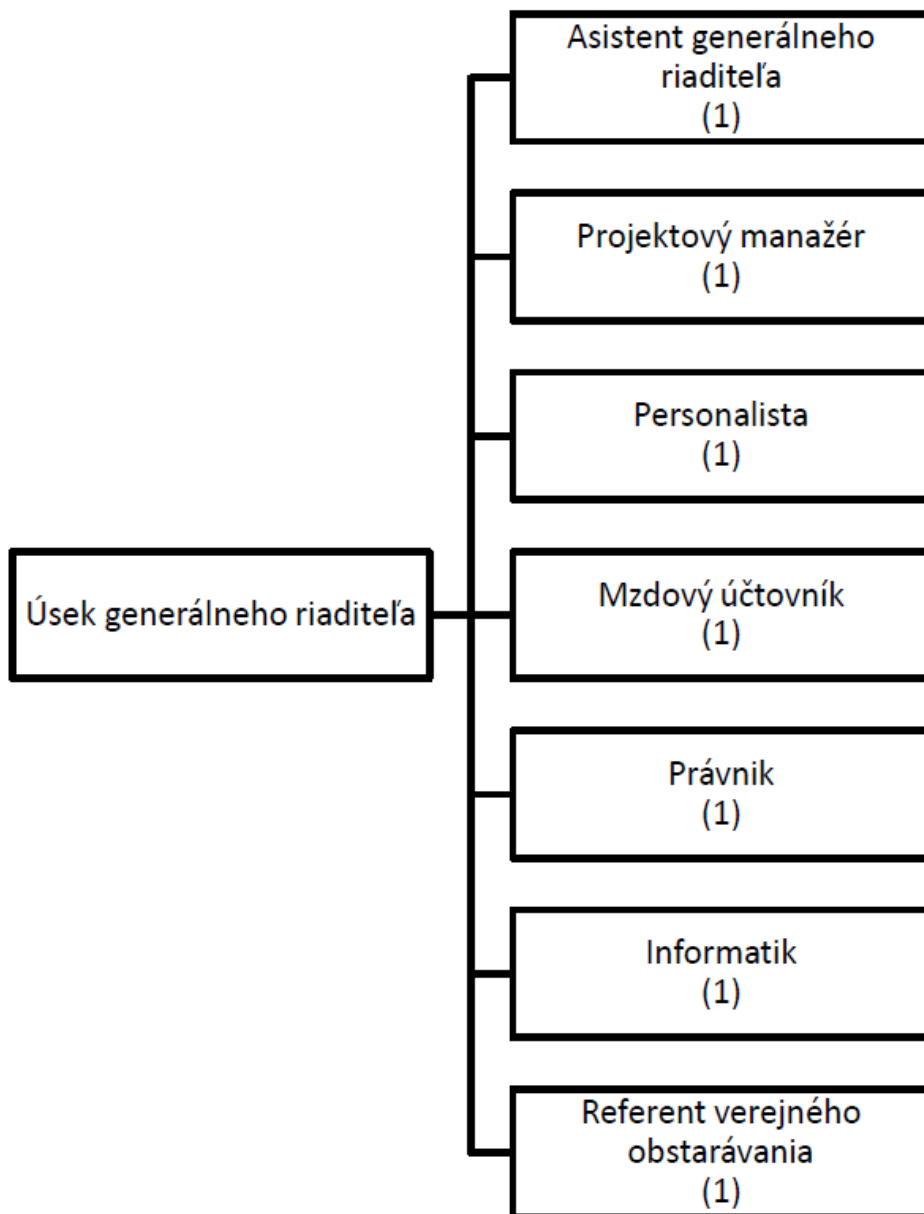 Asistent generálneho
riaditeľa
(1)
Projektový manažér
(1)
Personalista
(1)
Úsek generálneho riaditeľa
Mzdový účtovník
(1)
Právnik
(1)
Informatik
(1)
Referent verejného
obstarávania
(1)